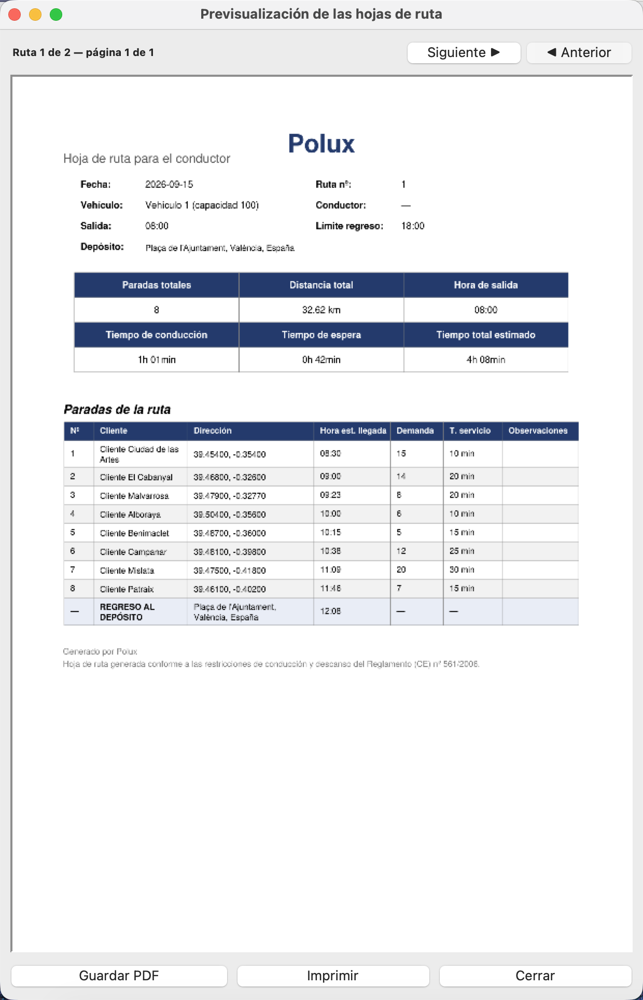 Previsualización de las hojas de ruta
Ruta 1 de 2 — página 1 de 1
Siguiente ▶ ◀ Anterior
Polux
Hoja de ruta para el conductor
Fecha: 2026-09-15 Ruta nº: 1
Vehículo: Vehículo 1 (capacidad 100) Conductor: —
Salida: 08:00 Límite regreso: 18:00
Depósito: Plaça de l'Ajuntament, València, España
Paradas totales Distancia total Hora de salida
8 32.62 km 08:00
Tiempo de conducción Tiempo de espera Tiempo total estimado
1h 01min 0h 42min 4h 08min
Paradas de la ruta
Nº Cliente Dirección Hora est. llegada Demanda T. servicio Observaciones
1 Cliente Ciudad de las Artes 39.45400, -0.35400 08:30 15 10 min
2 Cliente El Cabanyal 39.46800, -0.32600 09:00 14 20 min
3 Cliente Malvarrosa 39.47900, -0.32770 09:23 8 20 min
4 Cliente Alboraya 39.50400, -0.35600 10:00 6 10 min
5 Cliente Benimaclet 39.48700, -0.36000 10:15 5 15 min
6 Cliente Campanar 39.48100, -0.39800 10:38 12 25 min
7 Cliente Mislata 39.47500, -0.41800 11:09 20 30 min
8 Cliente Patraix 39.46100, -0.40200 11:46 7 15 min
— REGRESO AL DEPÓSITO Plaça de l'Ajuntament, València, España 12:08 — —
Generado por Polux
Hoja de ruta generada conforme a las restricciones de conducción y descanso del Reglamento (CE) nº 561/2006.
Guardar PDF Imprimir Cerrar